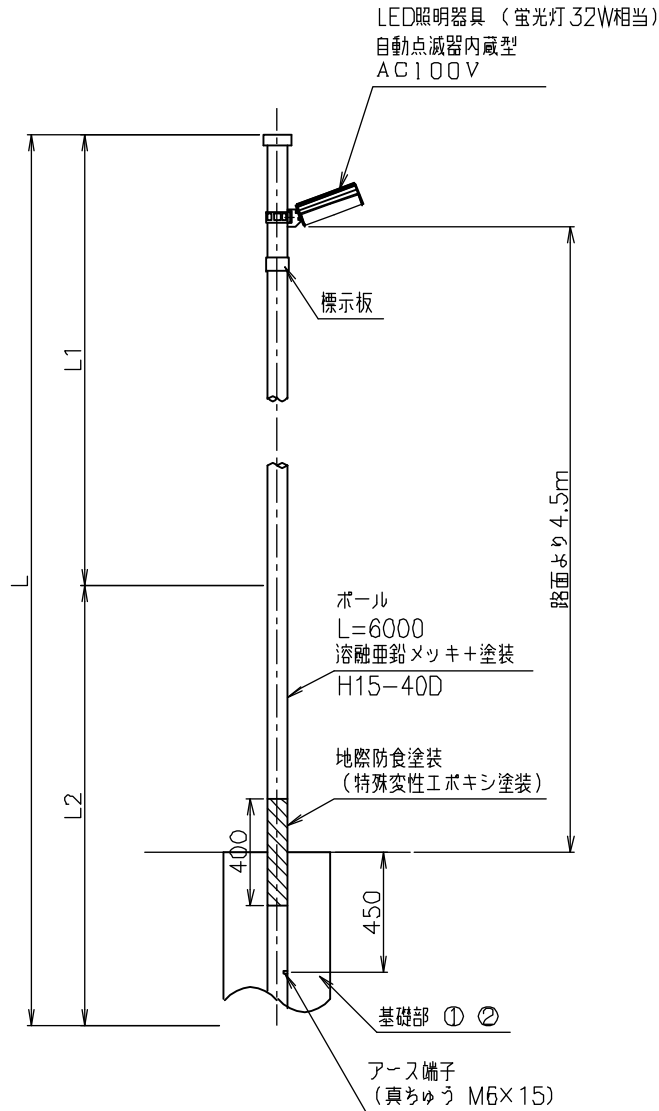 LED照明器具 (蛍光灯32W相当)
自動点滅器内蔵型
AC100V
標示板
L1
L
路面より4.5m
ポール
L=6000
溶融亜鉛メッキ+塗装
H15-40D
地際防食塗装
(特殊変性エポキシ塗装)
L2
400
450
基礎部 ① ②
アース端子
(真ちゅう M6×15)